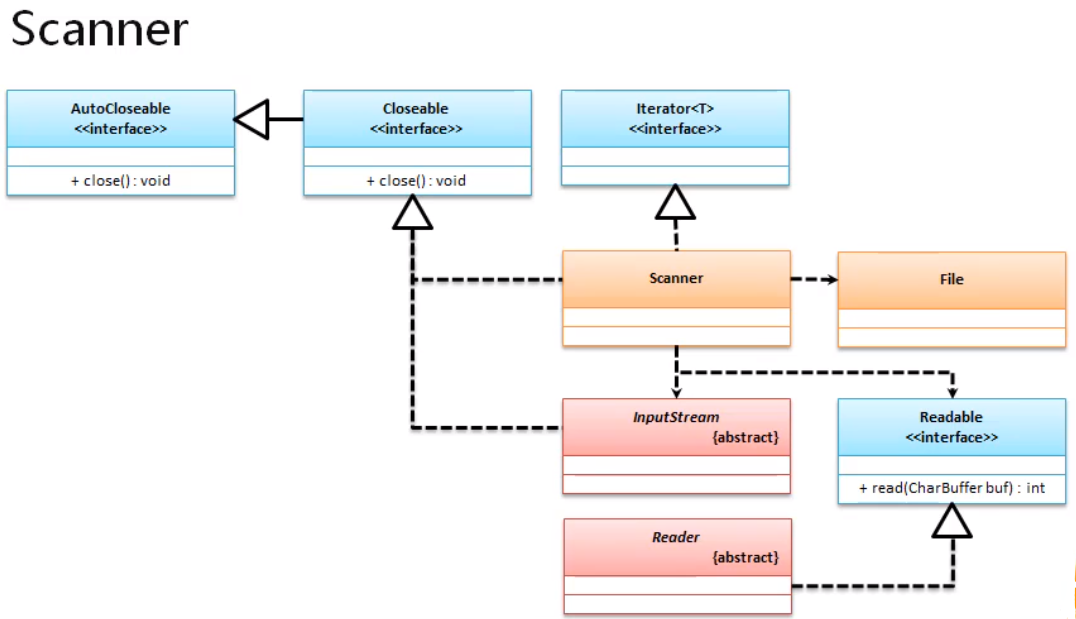 Scanner
AutoCloseable
<<interface>>
+ close() : void
Closeable
<<interface>>
+ close() : void
Iterator<T>
<<interface>>
Scanner
File
InputStream
{abstract}
Readable
<<interface>>
+ read(CharBuffer buf) : int
Reader
{abstract}